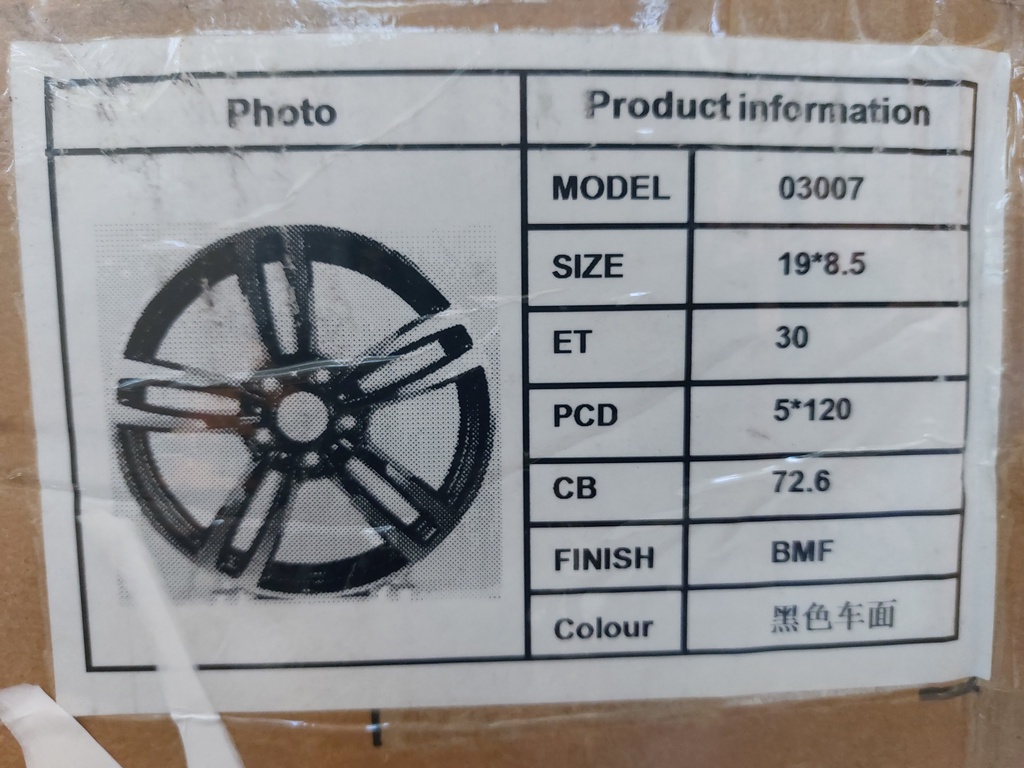 Photo
Product information
MODEL 03007
SIZE 19*8.5
ET 30
PCD 5*120
CB 72.6
FINISH BMF
Colour 黑色车面